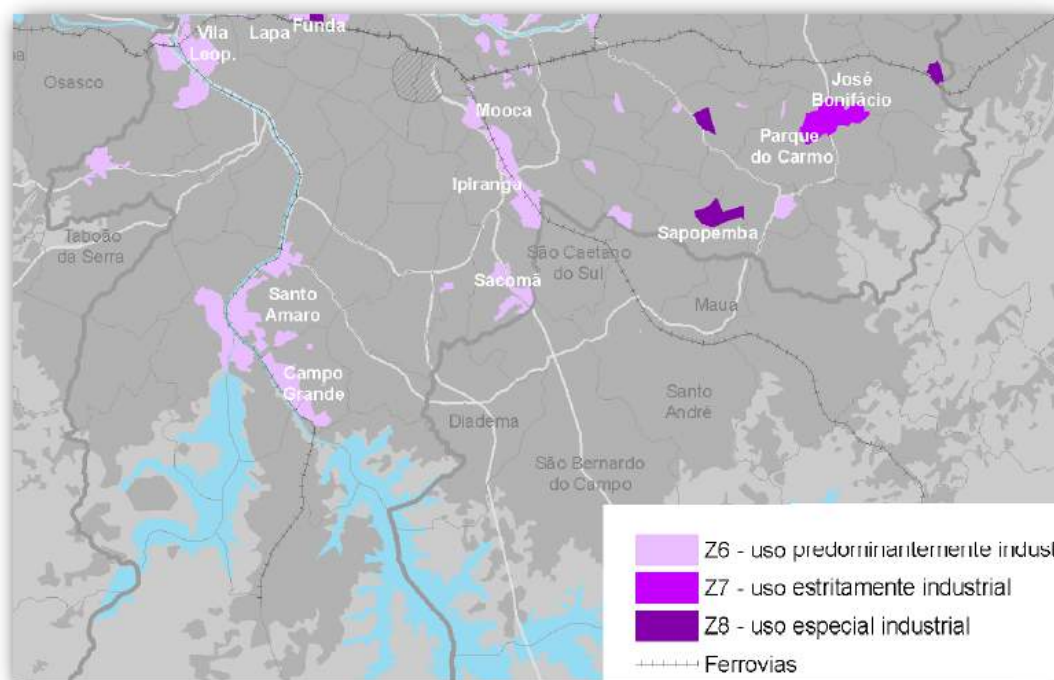 Vila
Leop.
Lapa
Funda
Osasco
José
Bonifácio
Mooca
Parque
do Carmo
Ipiranga
Taboão
da Serra
Sapopemba
São Caetano
do Sul
Sacomã
Santo
Amaro
Maua
Campo
Grande
Santo
André
Diadema
São Bernardo
do Campo
Z6 - uso predominantemente indust
Z7 - uso estritamente industrial
Z8 - uso especial industrial
Ferrovias